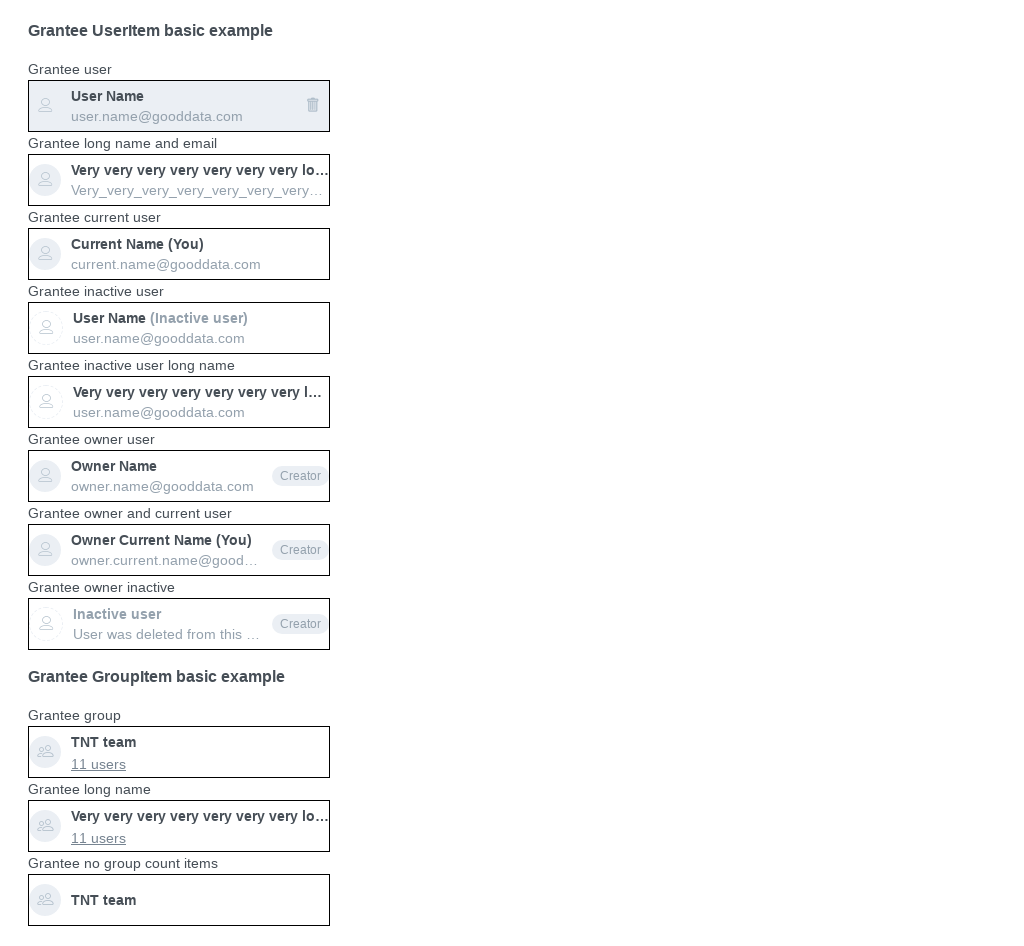 Grantee UserItem basic example
Grantee user
User Name
user.name@gooddata.com
Grantee long name and email
Very very very very very very very lo…
Very_very_very_very_very_very_very…
Grantee current user
Current Name (You)
current.name@gooddata.com
Grantee inactive user
User Name (Inactive user)
user.name@gooddata.com
Grantee inactive user long name
Very very very very very very very l…
user.name@gooddata.com
Grantee owner user
Owner Name
owner.name@gooddata.com
Creator
Grantee owner and current user
Owner Current Name (You)
owner.current.name@good…
Creator
Grantee owner inactive
Inactive user
User was deleted from this …
Creator
Grantee GroupItem basic example
Grantee group
TNT team
11 users
Grantee long name
Very very very very very very very lo…
11 users
Grantee no group count items
TNT team